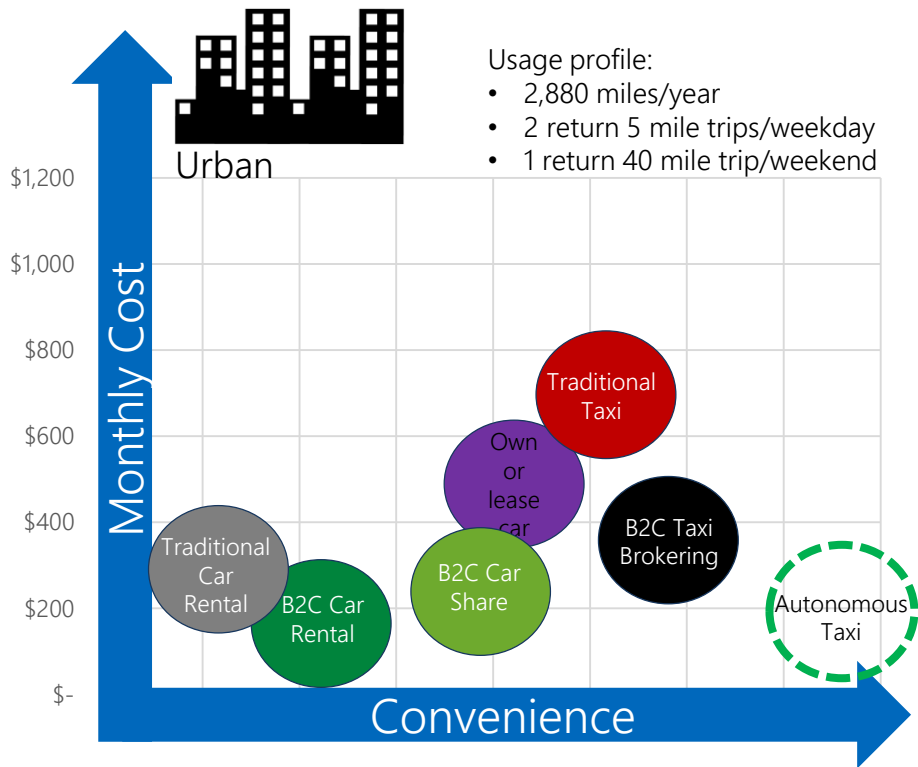 Usage profile:
• 2,880 miles/year
• 2 return 5 mile trips/weekday
• 1 return 40 mile trip/weekend
Urban
$1,200
$1,000
$800
$600
$400
$200
$-
Monthly Cost
Traditional
Taxi
Own
or
lease
car
B2C Taxi
Brokering
Traditional
Car
Rental
B2C Car
Share
B2C Car
Rental
Autonomous
Taxi
Convenience